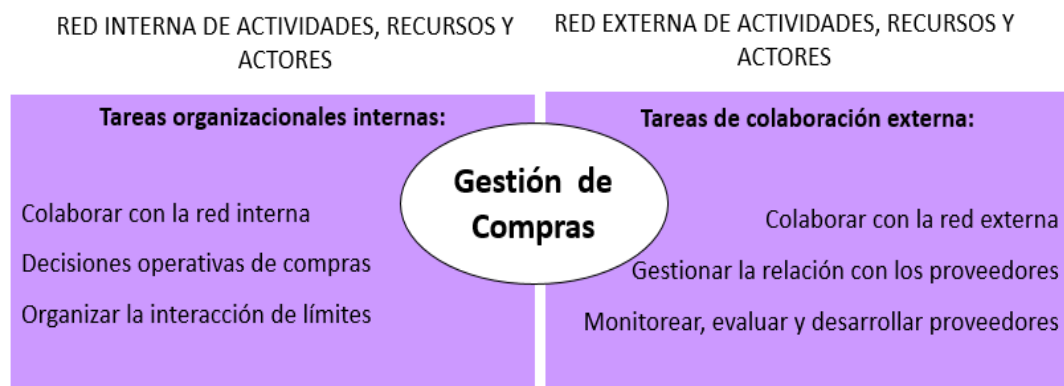 RED INTERNA DE ACTIVIDADES, RECURSOS Y
ACTORES
RED EXTERNA DE ACTIVIDADES, RECURSOS Y
ACTORES
Tareas organizacionales internas:
Colaborar con la red interna
Decisiones operativas de compras
Organizar la interacción de límites
Gestión de
Compras
Tareas de colaboración externa:
Colaborar con la red externa
Gestionar la relación con los proveedores
Monitorear, evaluar y desarrollar proveedores